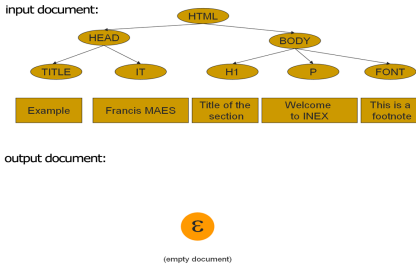 input document:
HTML
HEAD
BODY
TITLE
IT
H1
P
FONT
Example
Francis MAES
Title of the
section
Welcome
to INEX
This is a
footnote
output document:
ε
(empty document)